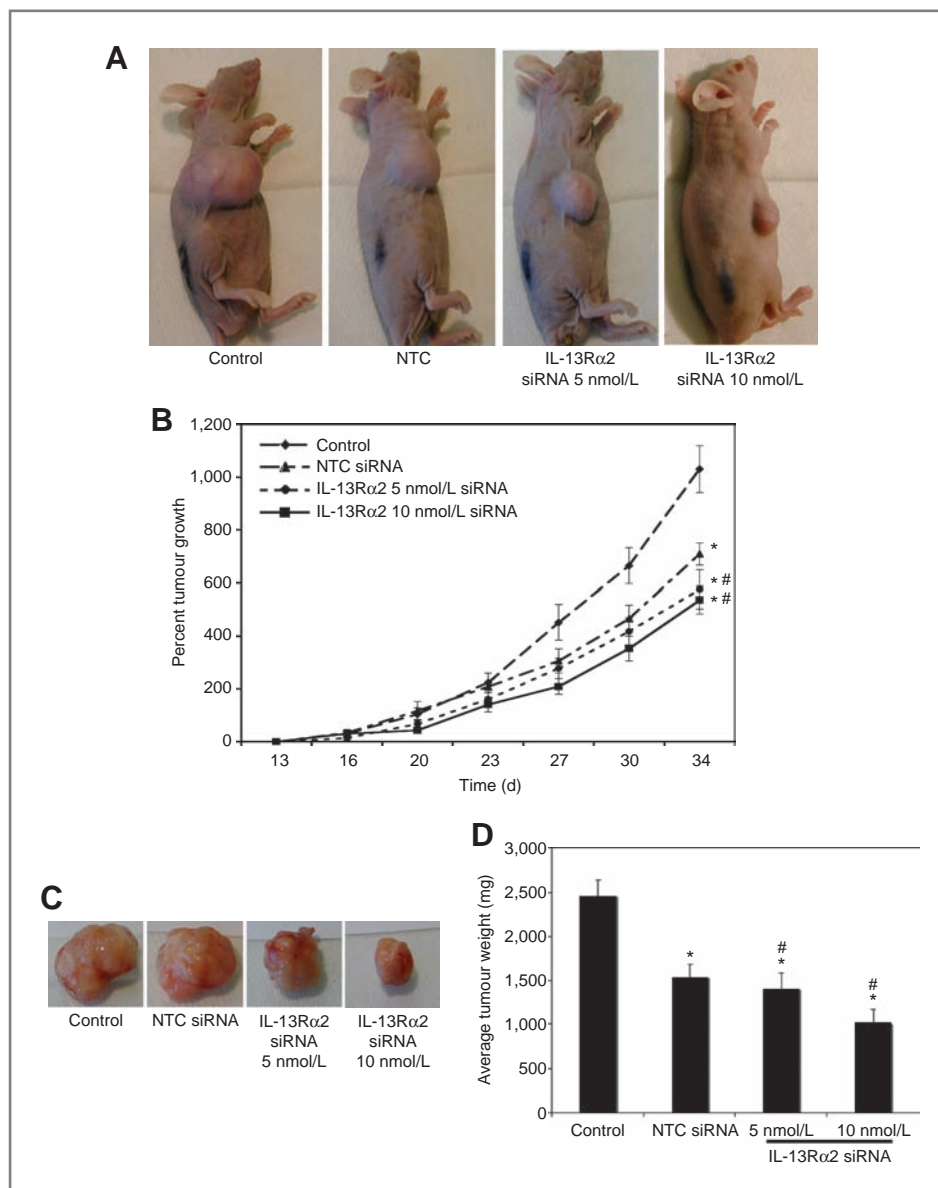 A
Control
NTC
IL-13Rα2
siRNA 5 nmol/L
IL-13Rα2
siRNA 10 nmol/L
B
Percent tumour growth
1,200
1,000
800
600
400
200
0
Control
NTC siRNA
IL-13Rα2 5 nmol/L siRNA
IL-13Rα2 10 nmol/L siRNA
*
* #
* #
13 16 20 23 27 30 34
Time (d)
C
Control
NTC siRNA
IL-13Rα2
siRNA
5 nmol/L
IL-13Rα2
siRNA
10 nmol/L
D
Average tumour weight (mg)
3,000
2,500
2,000
1,500
1,000
500
0
*
#
*
#
*
Control NTC siRNA 5 nmol/L 10 nmol/L
IL-13Rα2 siRNA